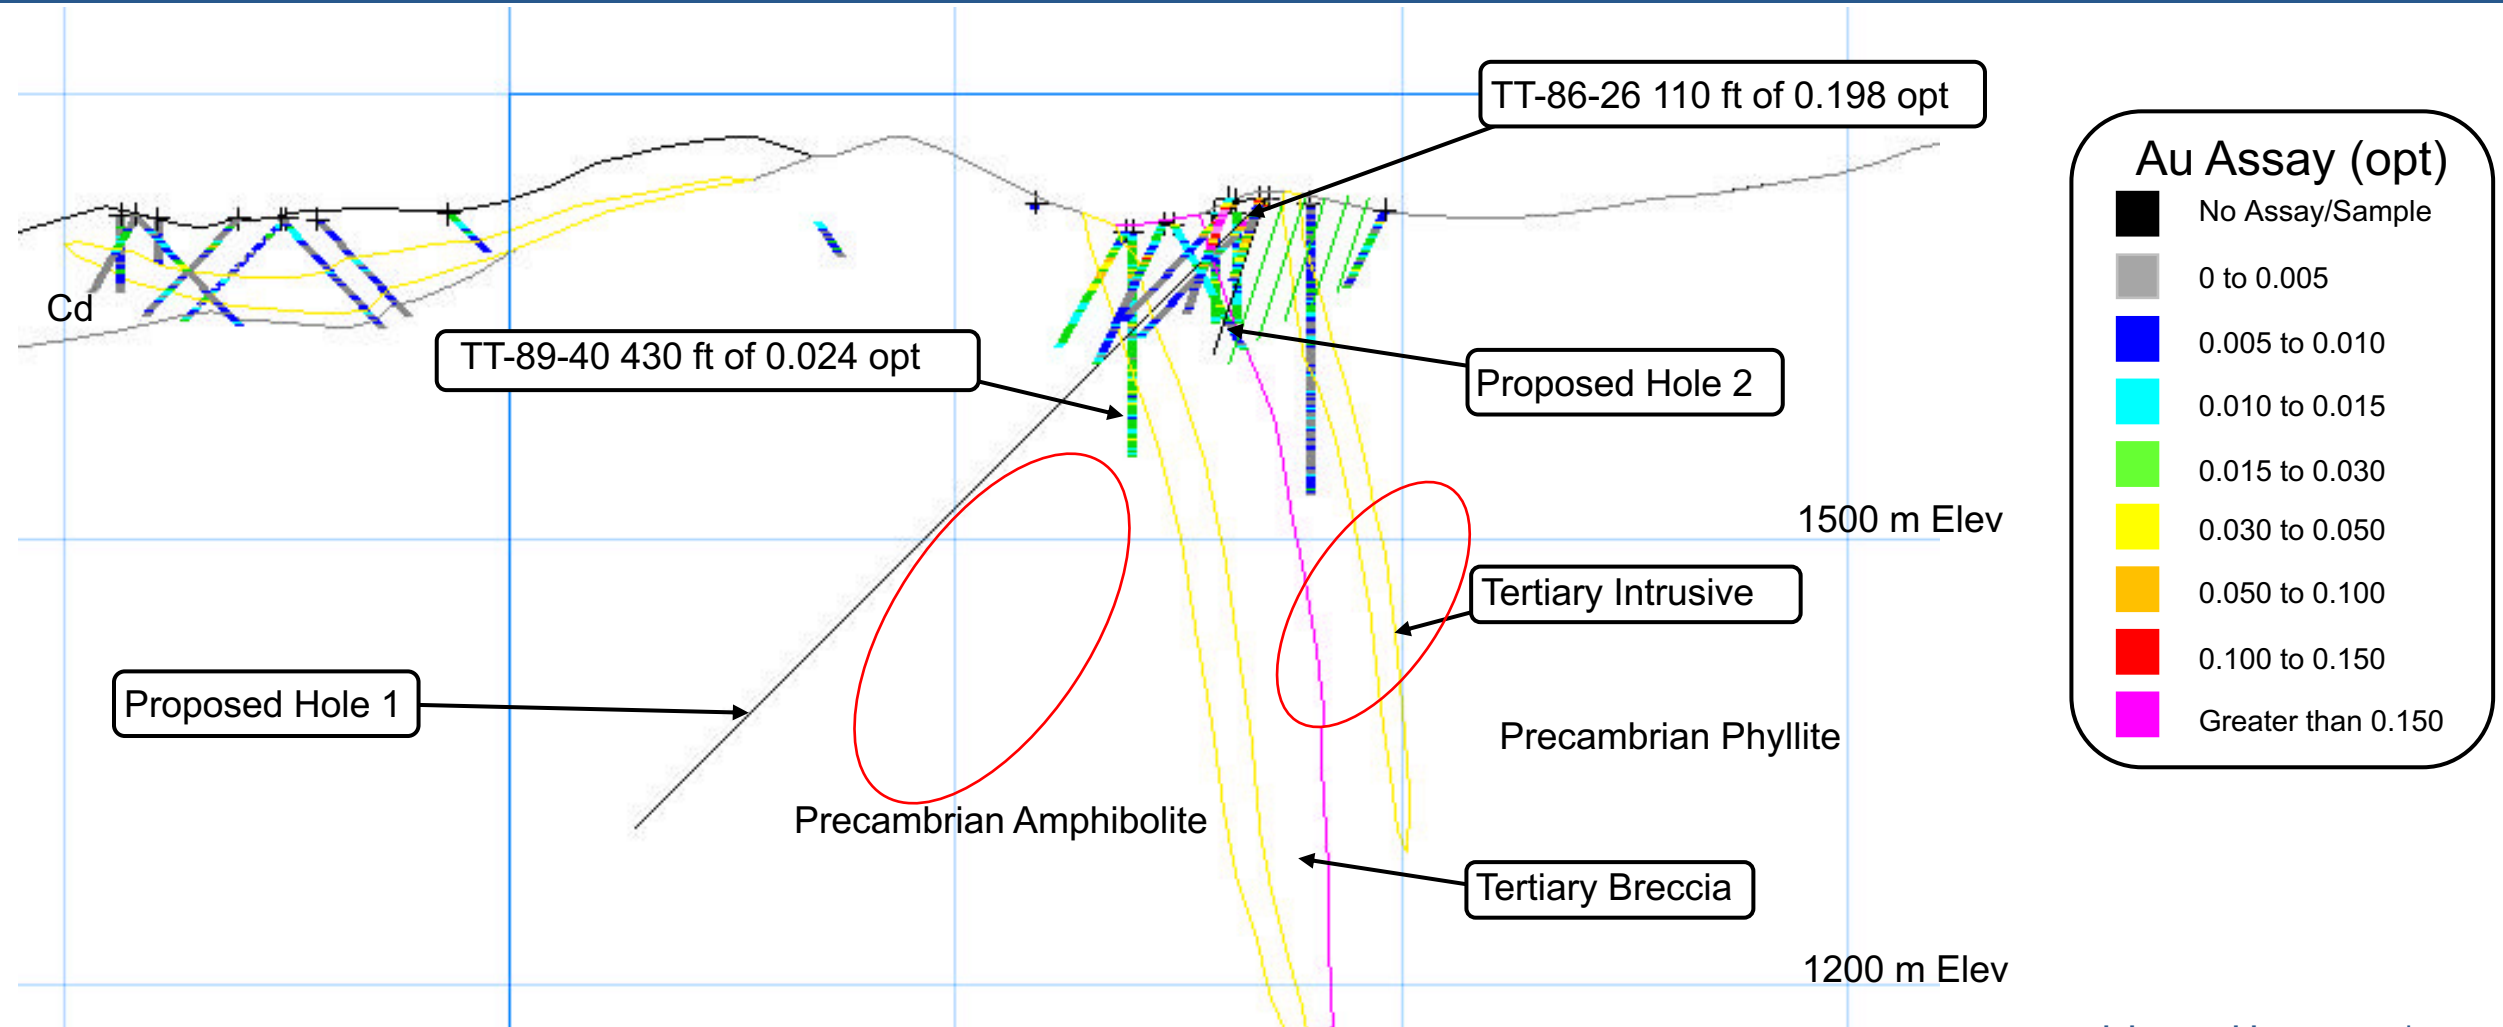 TT-86-26 110 ft of 0.198 opt
Au Assay (opt)
No Assay/Sample
0 to 0.005
0.005 to 0.010
0.010 to 0.015
0.015 to 0.030
0.030 to 0.050
0.050 to 0.100
0.100 to 0.150
Greater than 0.150
Cd
TT-89-40 430 ft of 0.024 opt
Proposed Hole 2
1500 m Elev
Tertiary Intrusive
Proposed Hole 1
Precambrian Phyllite
Precambrian Amphibolite
Tertiary Breccia
1200 m Elev